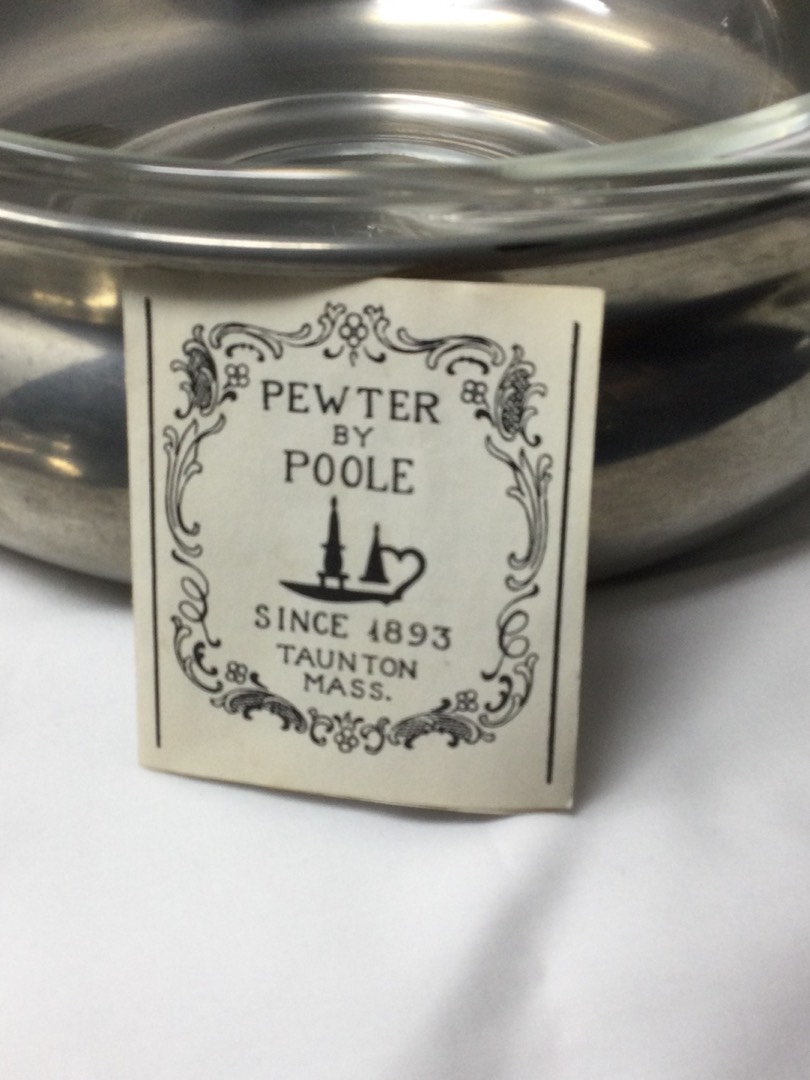 PEWTER
BY
POOLE
SINCE 1893
TAUNTON
MASS.